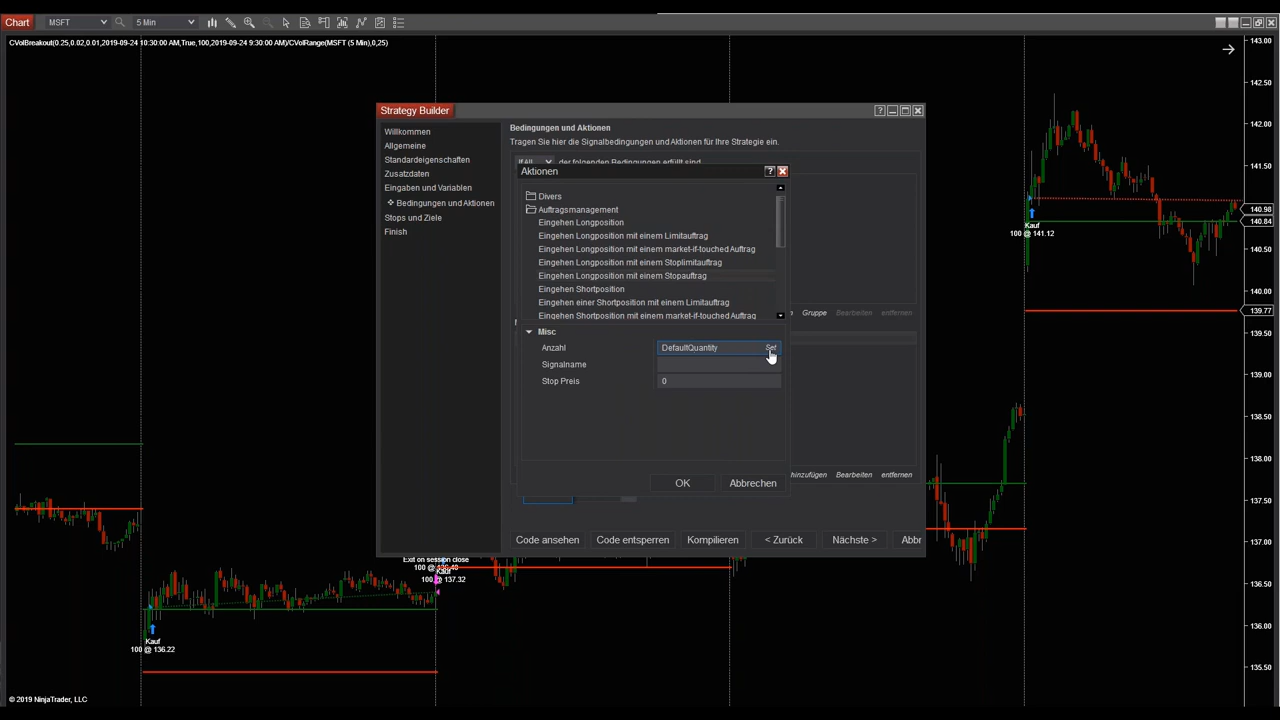 Chart
MSFT
5 Min
CVolBreakout(0.25,0.02,0.01,2019-09-24 10:30:00 AM,True,100,2019-09-24 9:30:00 AM)/CVolRange(MSFT (5 Min),0,25)
Strategy Builder
Willkommen
Allgemeine
Standardeigenschaften
Zusatzdaten
Eingaben und Variablen
Bedingungen und Aktionen
Stops und Ziele
Finish
Bedingungen und Aktionen
Tragen Sie hier die Signalbedingungen und Aktionen für Ihre Strategie ein.
If All
der folgenden Bedingungen erfüllt sind
Aktionen
Divers
Auftragsmanagement
Eingehen Longposition
Eingehen Longposition mit einem Limitauftrag
Eingehen Longposition mit einem market-if-touched Auftrag
Eingehen Longposition mit einem Stoplimitauftrag
Eingehen Longposition mit einem Stopauftrag
Eingehen Shortposition
Eingehen einer Shortposition mit einem Limitauftrag
Eingehen Shortposition mit einem market-if-touched Auftrag
Misc
Anzahl
DefaultQuantity
Set
Signalname
Stop Preis
0
OK
Abbrechen
Gruppe
Bearbeiten
entfernen
hinzufügen
Bearbeiten
entfernen
Code ansehen
Code entsperren
Kompilieren
< Zurück
Nächste >
Abbr
Exit on session close
Kauf
100 @ 137.32
Kauf
100 @ 136.22
Kauf
100 @ 141.12
143.00
142.50
142.00
141.50
140.98
140.84
140.50
140.00
139.77
139.00
138.50
138.00
137.50
137.00
136.50
136.00
135.50
© 2019 NinjaTrader, LLC